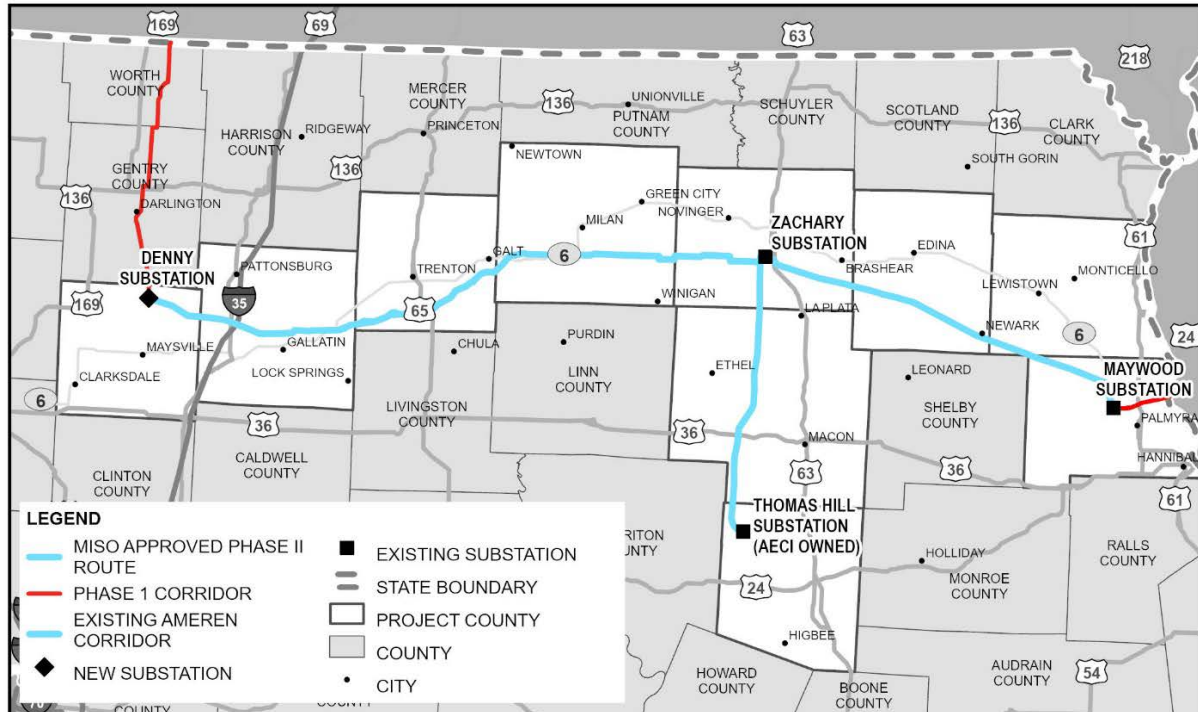 169
69
63
218
WORTH
COUNTY
MERCER
COUNTY
136
UNIONVILLE
PUTNAM
COUNTY
SCHUYLER
COUNTY
SCOTLAND
COUNTY
136
CLARK
COUNTY
HARRISON
COUNTY
RIDGEWAY
PRINCETON
136
GENTRY
COUNTY
NEWTOWN
SOUTH GORIN
136
DARLINGTON
GREEN CITY
NOVINGER
MILAN
ZACHARY
SUBSTATION
61
DENNY
SUBSTATION
PATTONSBURG
GALT
6
EDINA
BRASHEAR
MONTICELLO
LEWISTOWN
TRENTON
169
35
65
WINIGAN
LA PLATA
NEWARK
6
24
MAYSVILLE
GALLATIN
CHULA
PURDIN
ETHEL
LEONARD
MAYWOOD
SUBSTATION
CLARKSDALE
LOCK SPRINGS
LINN
COUNTY
SHELBY
COUNTY
6
PALMYRA
LIVINGSTON
COUNTY
36
36
MACON
36
HANNIBAL
CALDWELL
COUNTY
CLINTON
COUNTY
63
61
THOMAS HILL
SUBSTATION
(AECI OWNED)
RITON
COUNTY
HOLLIDAY
RALLS
COUNTY
MONROE
COUNTY
24
HIGBEE
HOWARD
COUNTY
BOONE
COUNTY
AUDRAIN
COUNTY
54
LEGEND
MISO APPROVED PHASE II
ROUTE
PHASE 1 CORRIDOR
EXISTING AMEREN
CORRIDOR
NEW SUBSTATION
EXISTING SUBSTATION
STATE BOUNDARY
PROJECT COUNTY
COUNTY
CITY
COUNTY
COUNTY